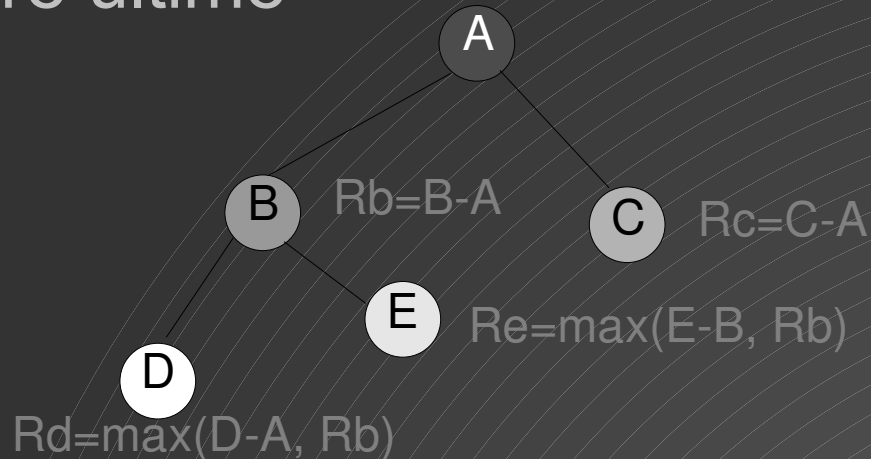 A
B
Rb=B-A
C
Rc=C-A
E
Re=max(E-B, Rb)
D
Rd=max(D-A, Rb)